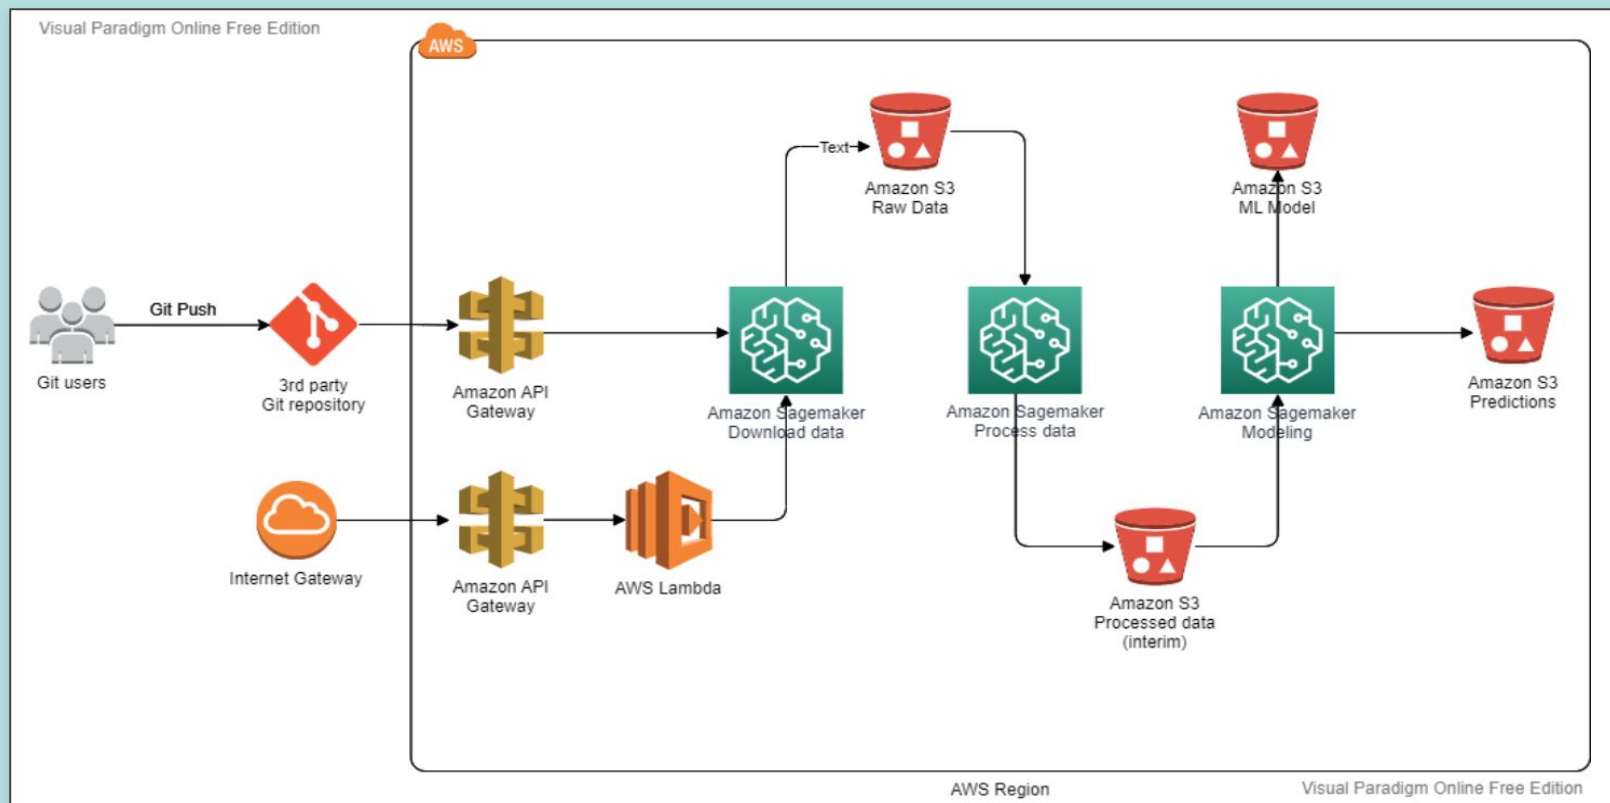 Visual Paradigm Online Free Edition
AWS
Text
Amazon S3
Raw Data
Amazon S3
ML Model
Git Push
Git users
3rd party
Git repository
Amazon API
Gateway
Amazon Sagemaker
Download data
Amazon Sagemaker
Process data
Amazon Sagemaker
Modeling
Amazon S3
Predictions
Internet Gateway
Amazon API
Gateway
AWS Lambda
Amazon S3
Processed data
(interim)
AWS Region
Visual Paradigm Online Free Edition